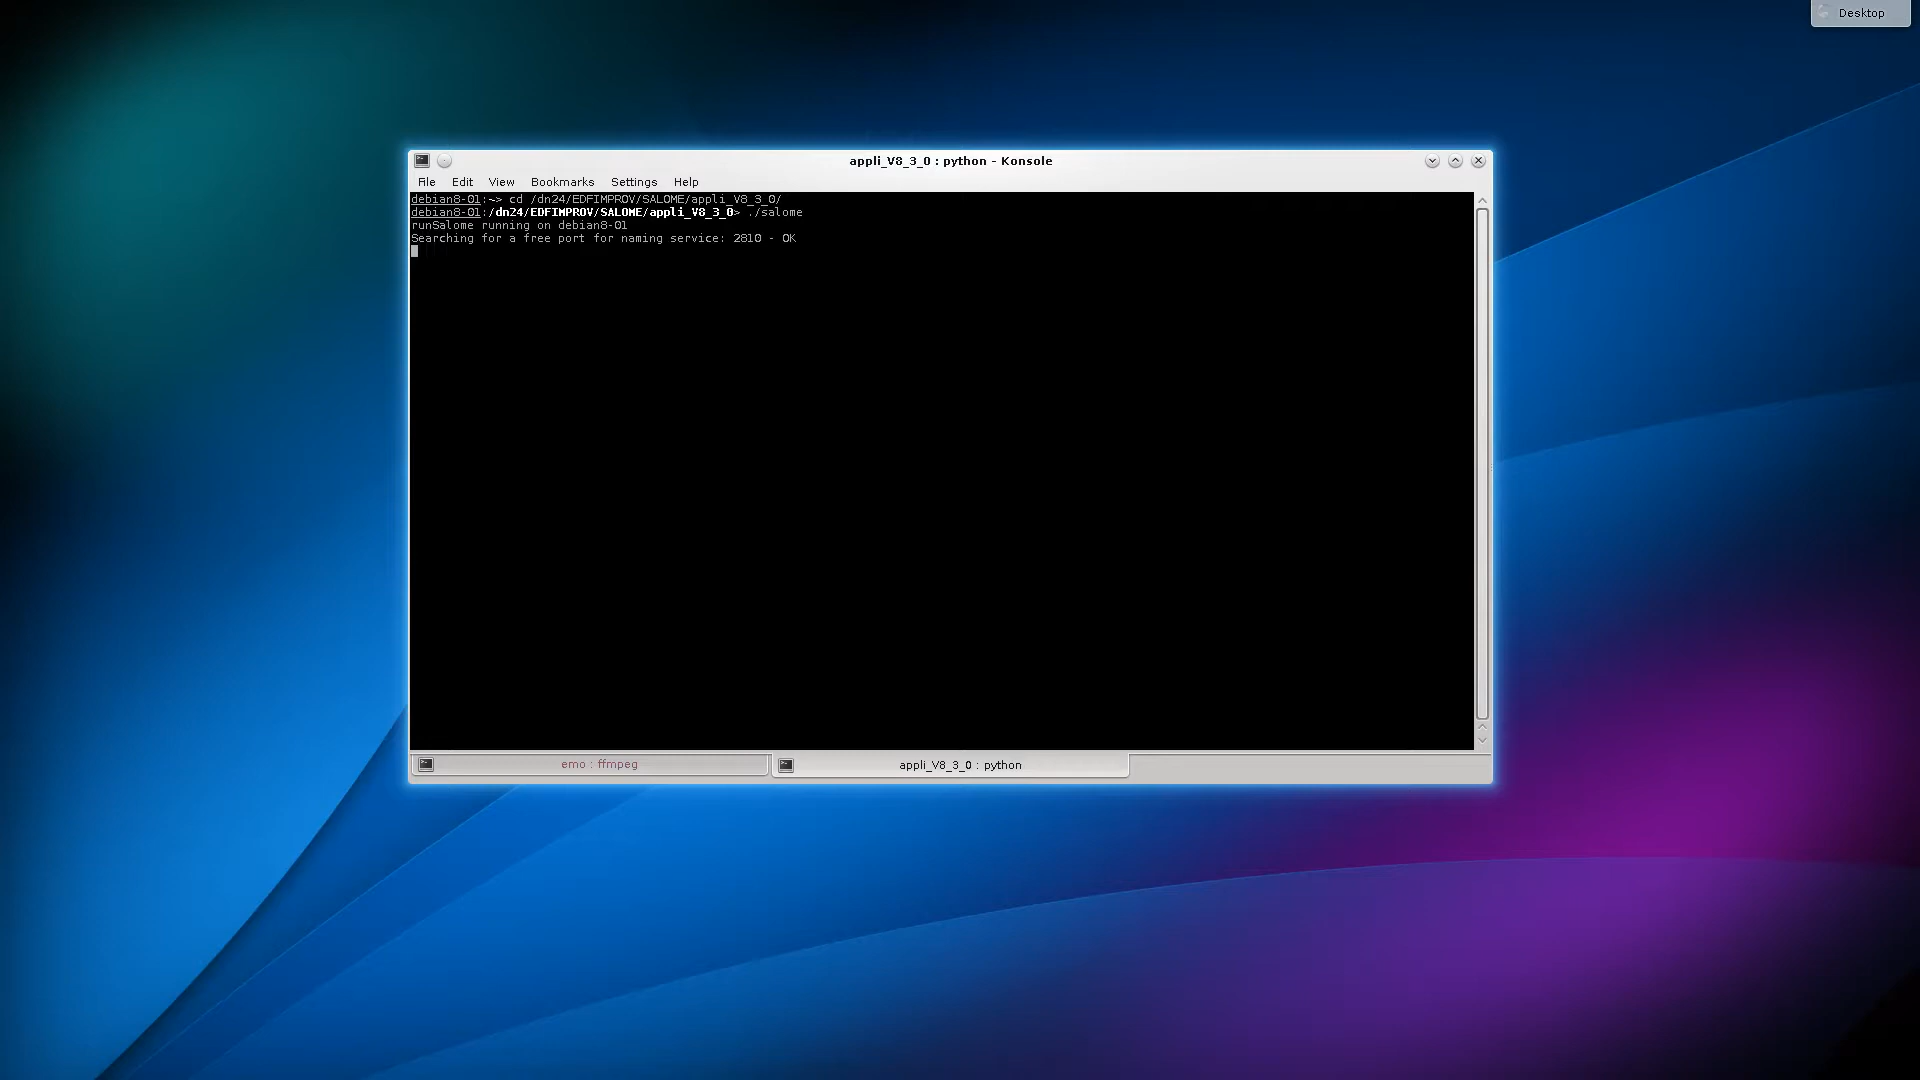 Desktop
appli_V8_3_0 : python - Konsole
File Edit View Bookmarks Settings Help
debian8-01:~> cd /dn24/EDFIMPROV/SALOME/appli_V8_3_0/
debian8-01:/dn24/EDFIMPROV/SALOME/appli_V8_3_0> ./salome
runSalome running on debian8-01
Searching for a free port for naming service: 2810 - OK
emo : ffmpeg
appli_V8_3_0 : python